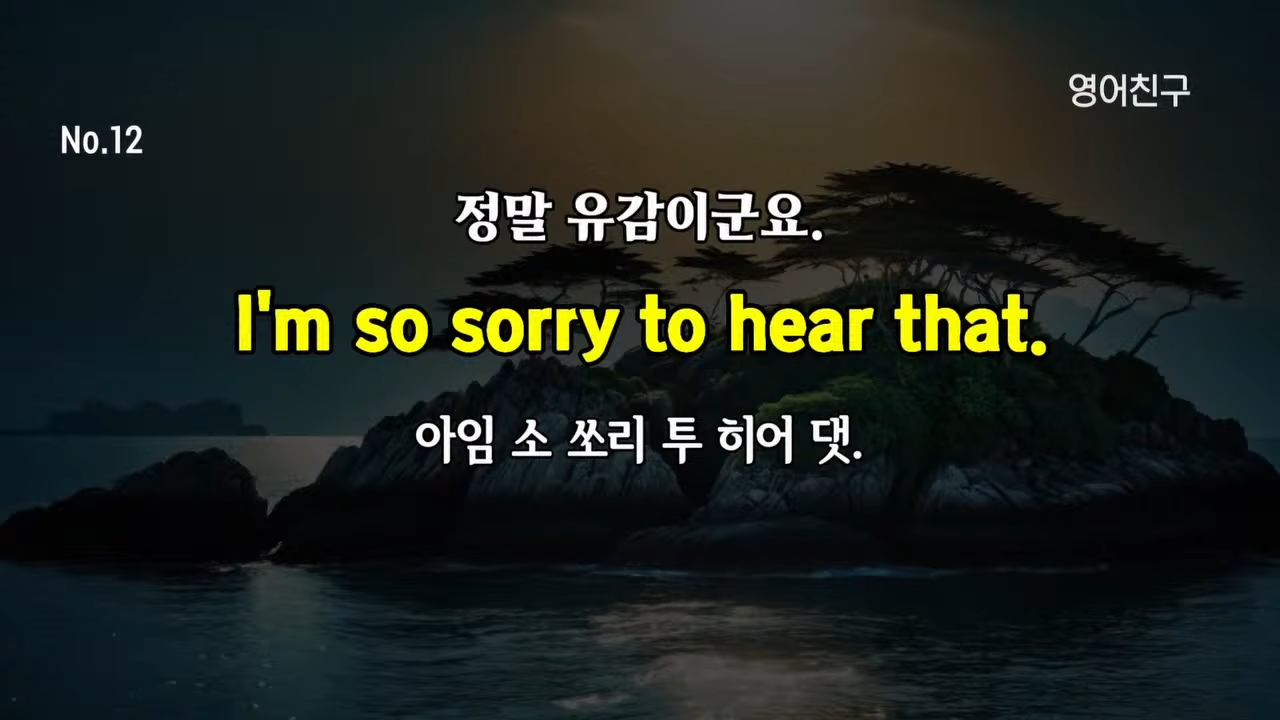 영어친구
No.12
정말 유감이군요.
I'm so sorry to hear that.
아임 소 쏘리 투 히어 댓.